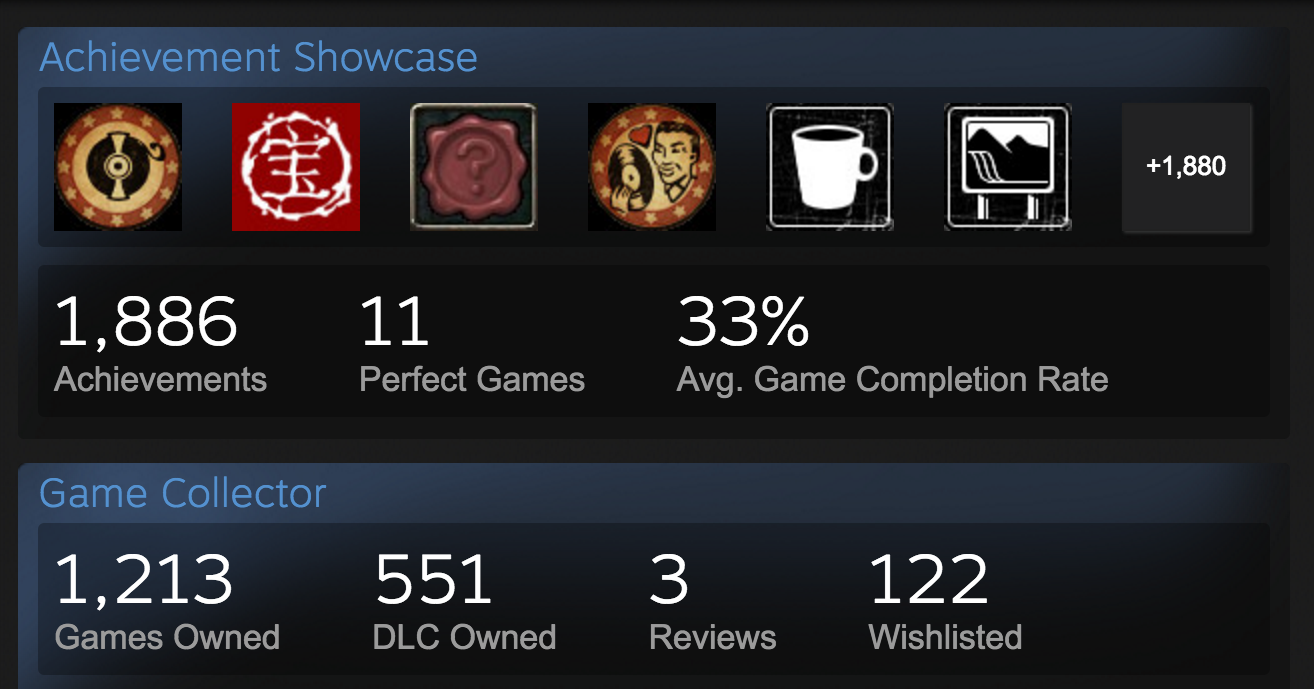 Achievement Showcase
宝
?
+1,880
1,886 11 33%
Achievements Perfect Games Avg. Game Completion Rate
Game Collector
1,213 551 3 122
Games Owned DLC Owned Reviews Wishlisted